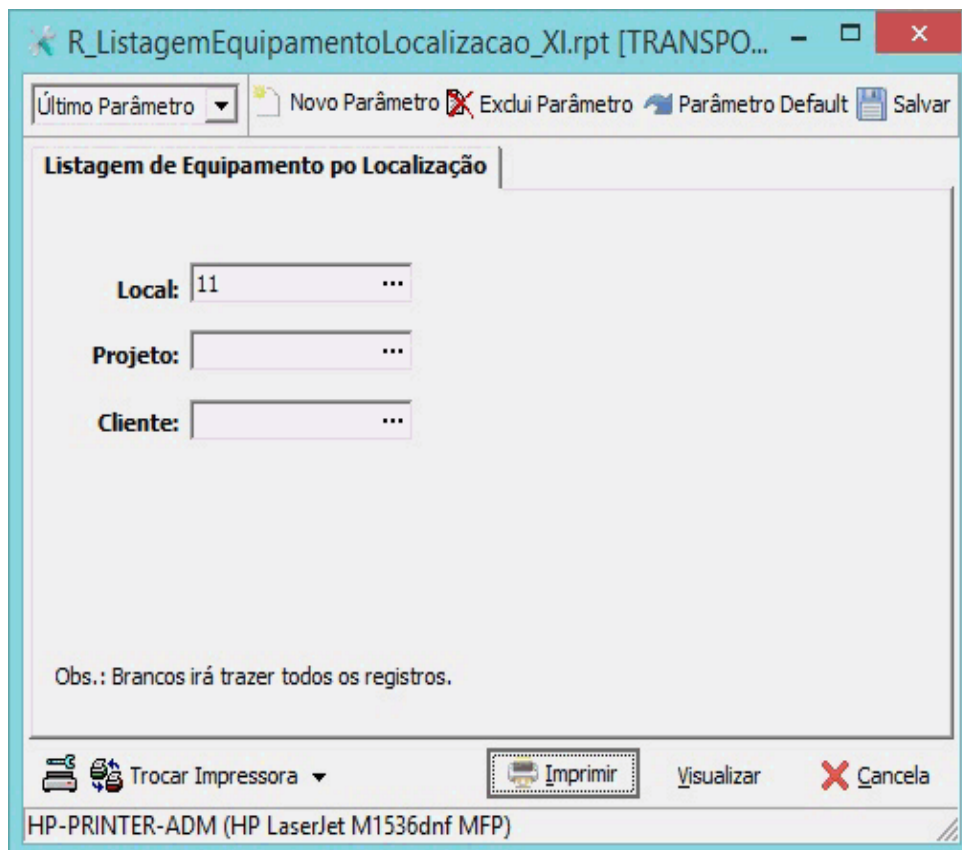 R_ListagemEquipamentoLocalizacao_XI.rpt [TRANSPO...
Último Parâmetro Novo Parâmetro Exclui Parâmetro Parâmetro Default Salvar
Listagem de Equipamento po Localização
Local: 11 ...
Projeto: ...
Cliente: ...
Obs.: Brancos irá trazer todos os registros.
Trocar Impressora Imprimir Visualizar Cancela
HP-PRINTER-ADM (HP LaserJet M1536dnf MFP)